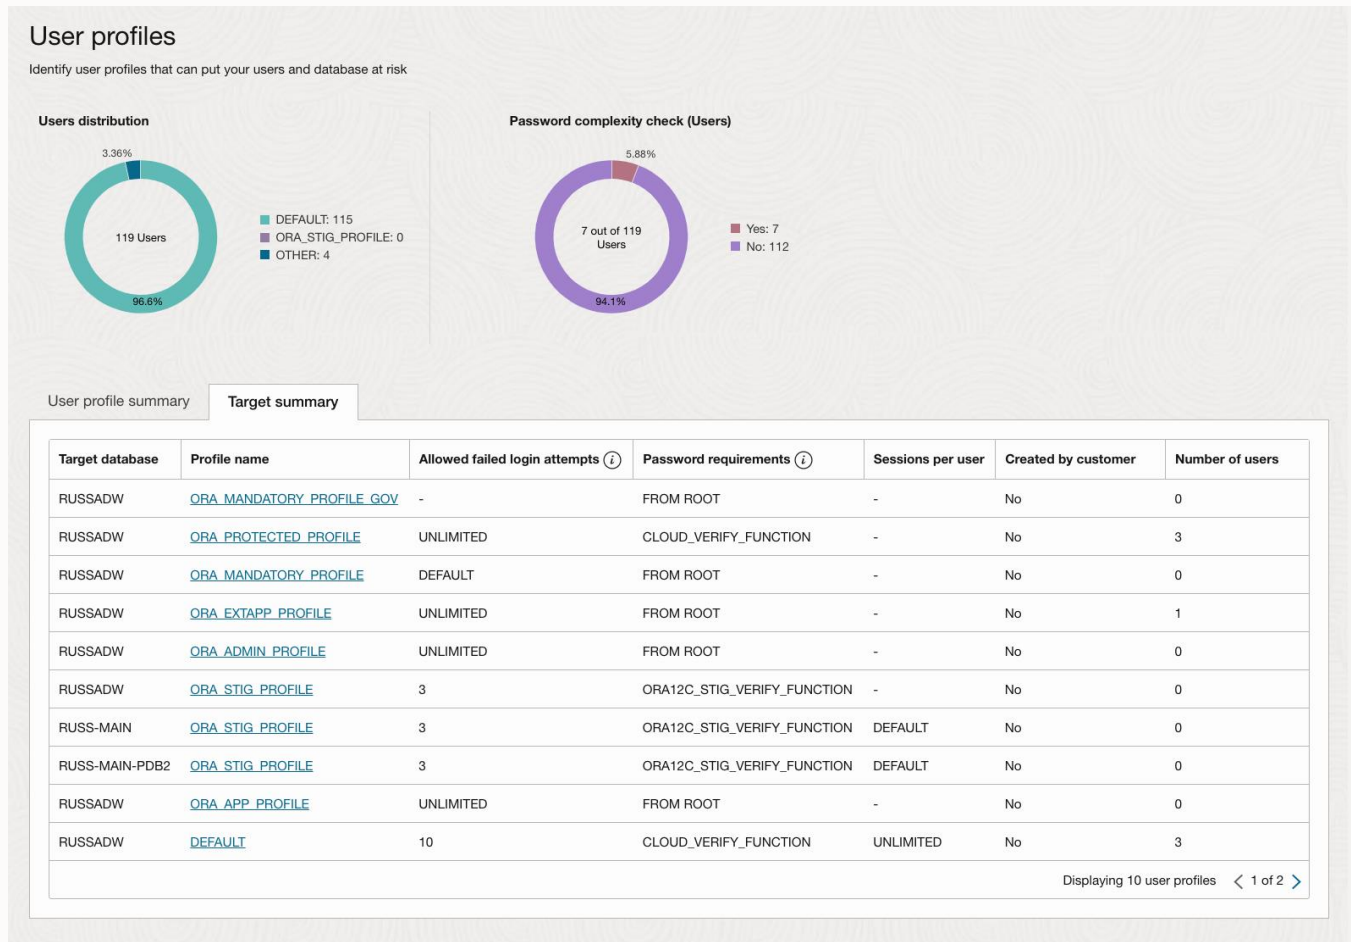 User profiles
Identify user profiles that can put your users and database at risk
Users distribution
3.36%
119 Users
96.6%
DEFAULT: 115
ORA_STIG_PROFILE: 0
OTHER: 4
Password complexity check (Users)
5.88%
7 out of 119
Users
94.1%
Yes: 7
No: 112
User profile summary Target summary
Target database Profile name Allowed failed login attempts i Password requirements i Sessions per user Created by customer Number of users
RUSSADW ORA_MANDATORY_PROFILE_GOV - FROM ROOT - No 0
RUSSADW ORA_PROTECTED_PROFILE UNLIMITED CLOUD_VERIFY_FUNCTION - No 3
RUSSADW ORA_MANDATORY_PROFILE DEFAULT FROM ROOT - No 0
RUSSADW ORA_EXTAPP_PROFILE UNLIMITED FROM ROOT - No 1
RUSSADW ORA_ADMIN_PROFILE UNLIMITED FROM ROOT - No 0
RUSSADW ORA_STIG_PROFILE 3 ORA12C_STIG_VERIFY_FUNCTION - No 0
RUSS-MAIN ORA_STIG_PROFILE 3 ORA12C_STIG_VERIFY_FUNCTION DEFAULT No 0
RUSS-MAIN-PDB2 ORA_STIG_PROFILE 3 ORA12C_STIG_VERIFY_FUNCTION DEFAULT No 0
RUSSADW ORA_APP_PROFILE UNLIMITED FROM ROOT - No 0
RUSSADW DEFAULT 10 CLOUD_VERIFY_FUNCTION UNLIMITED No 3
Displaying 10 user profiles < 1 of 2 >